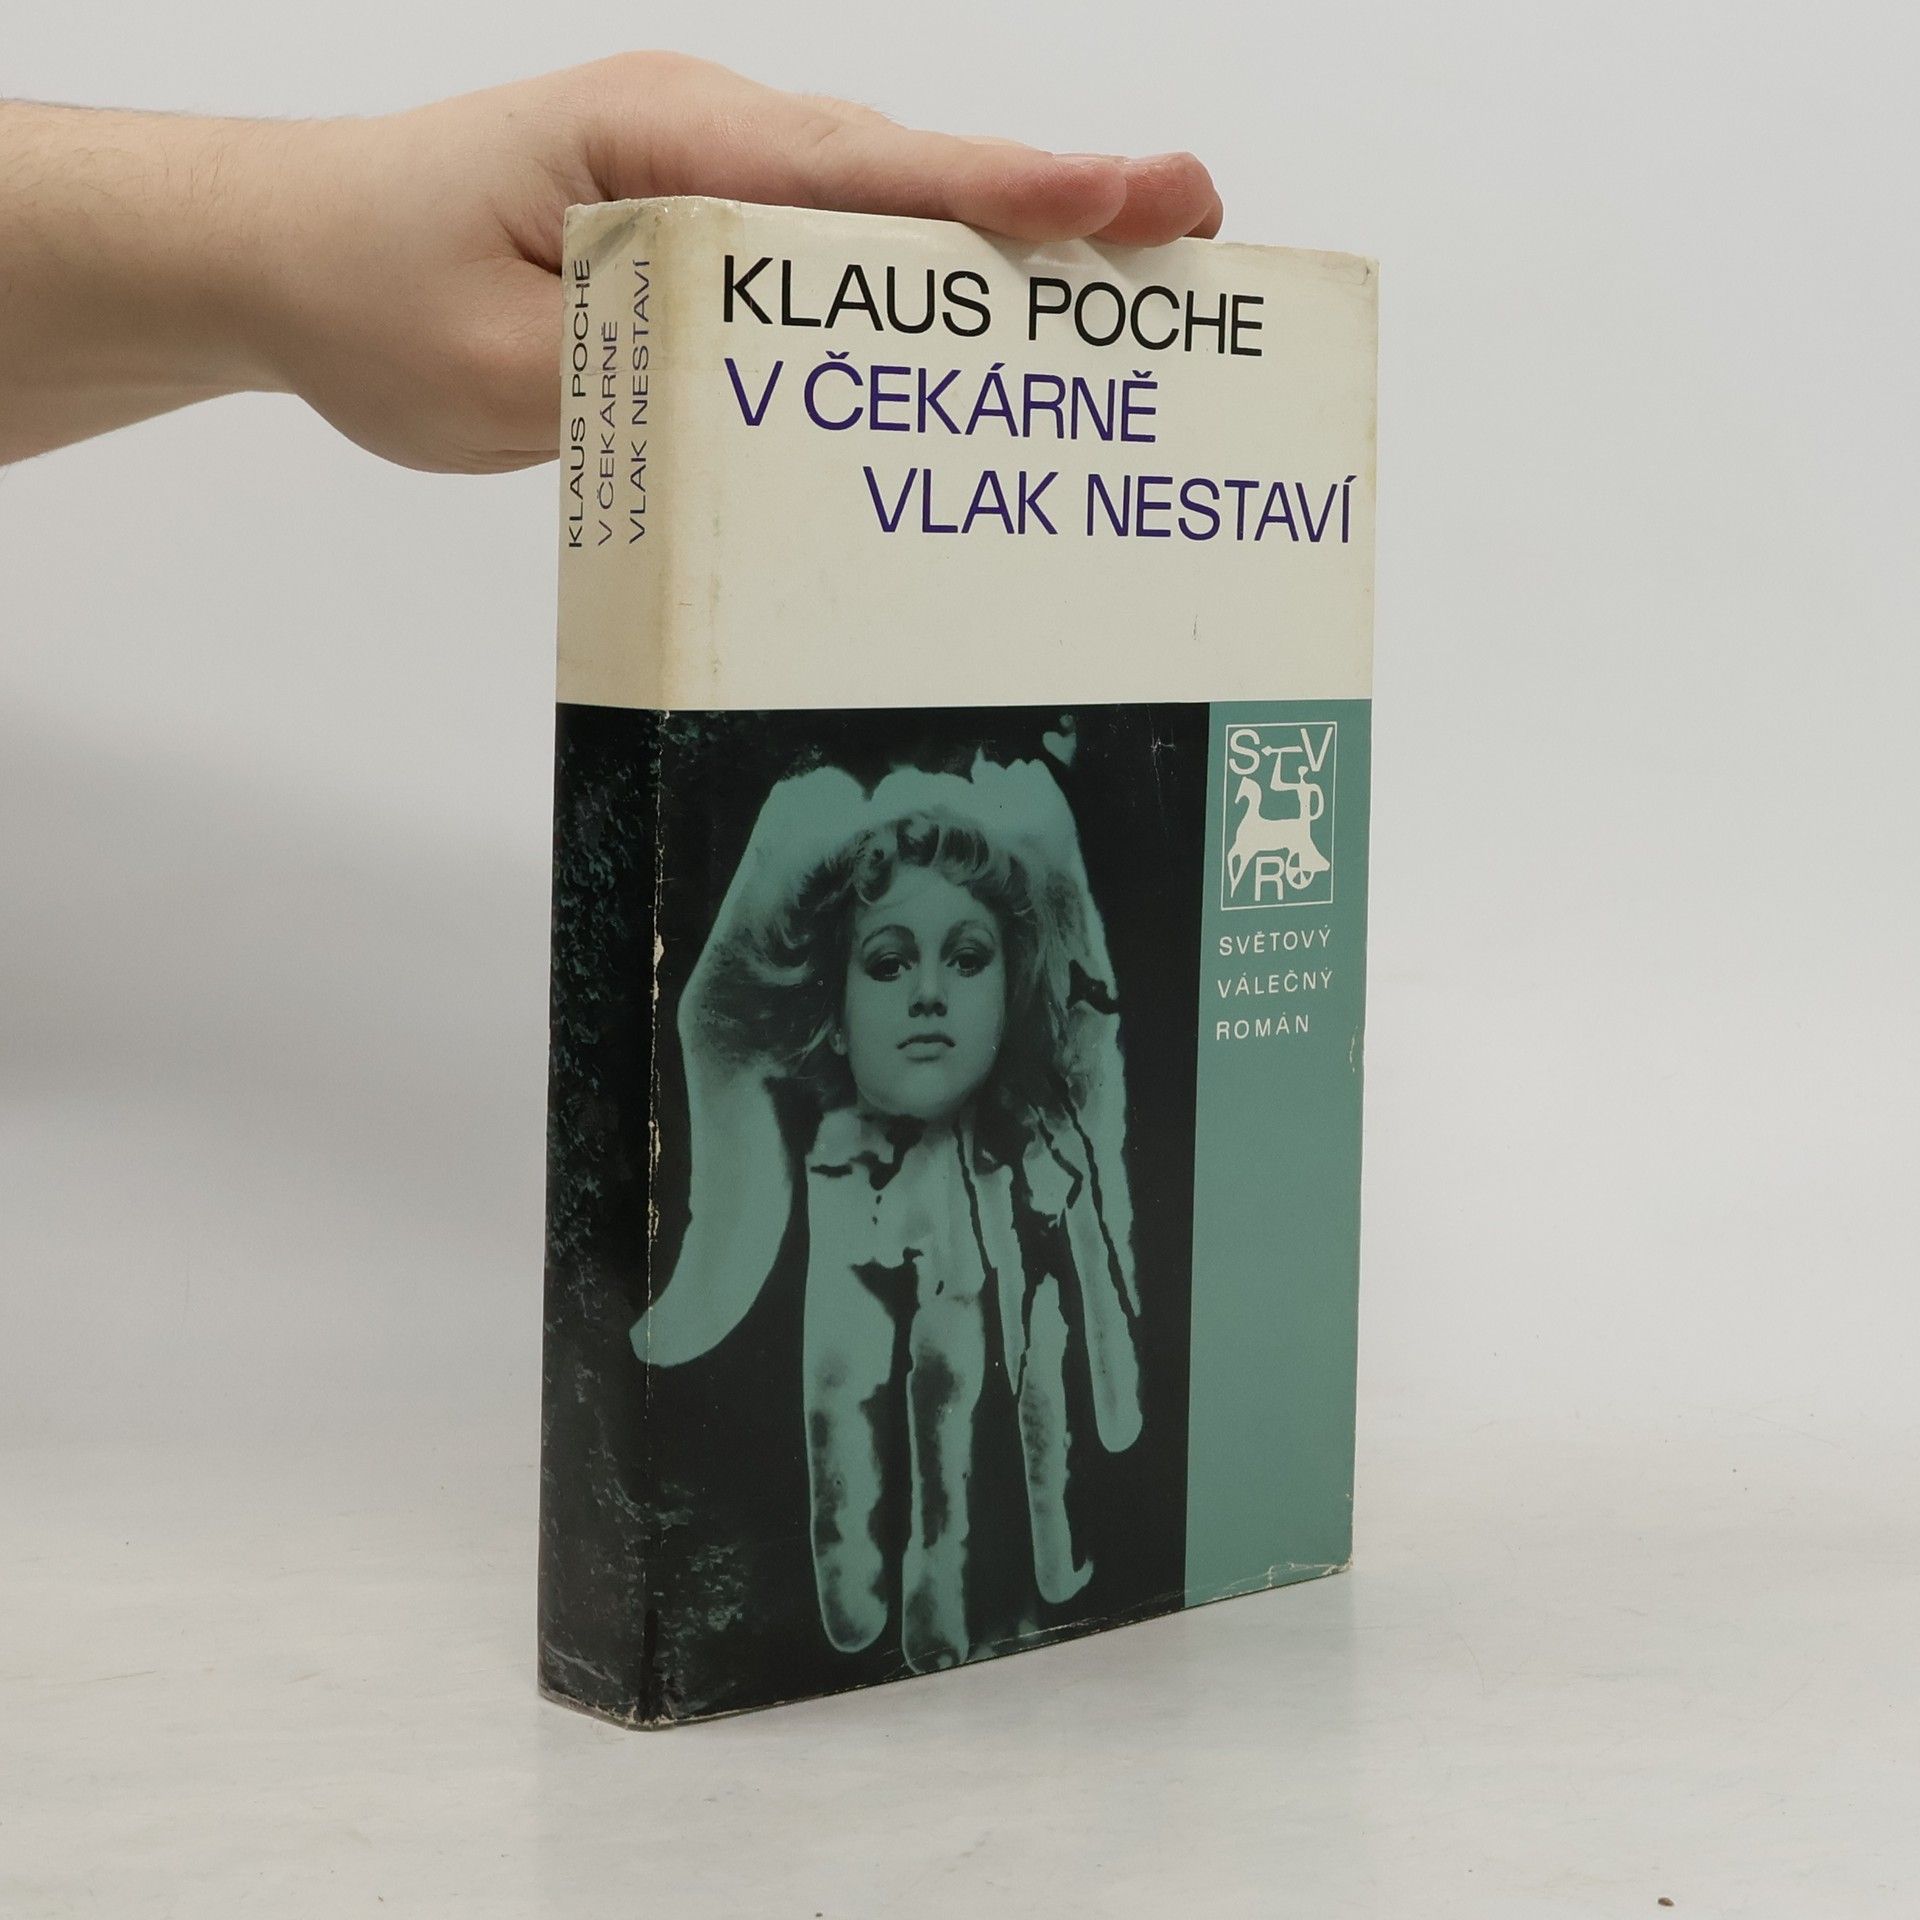 KLAUS POCHE
V ČEKÁRNĚ
VLAK NESTAVÍ
KLAUS POCHE
V ČEKÁRNĚ
VLAK NESTAVÍ
S V
R
SVĚTOVÝ
VÁLEČNÝ
ROMÁN